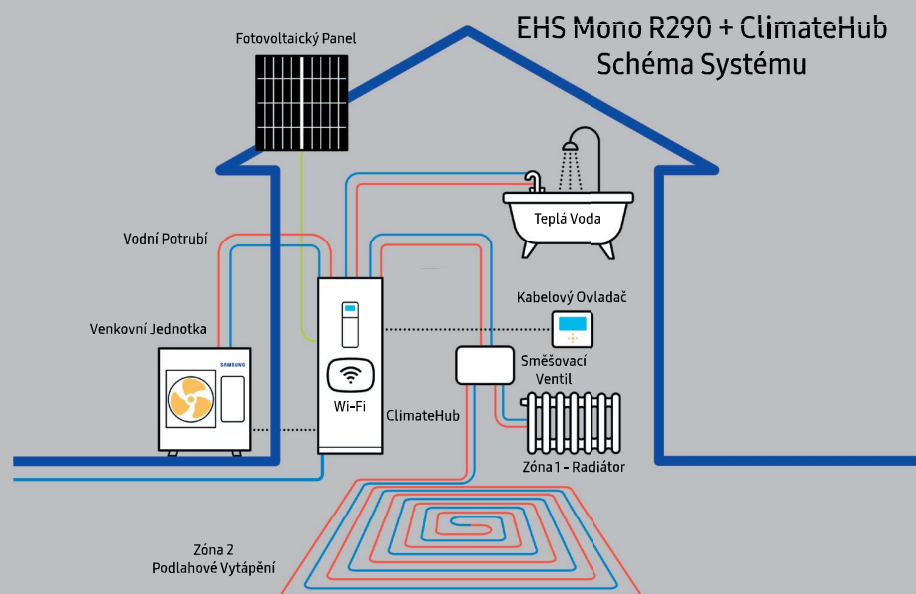 EHS Mono R290 + ClimateHub
Schéma Systému
Fotovoltaický Panel
Teplá Voda
Vodní Potrubí
Kabelový Ovladač
Venkovní Jednotka
SAMSUNG
Směšovací
Ventil
Wi-Fi
ClimateHub
Zóna 1 - Radiátor
Zóna 2
Podlahové Vytápění